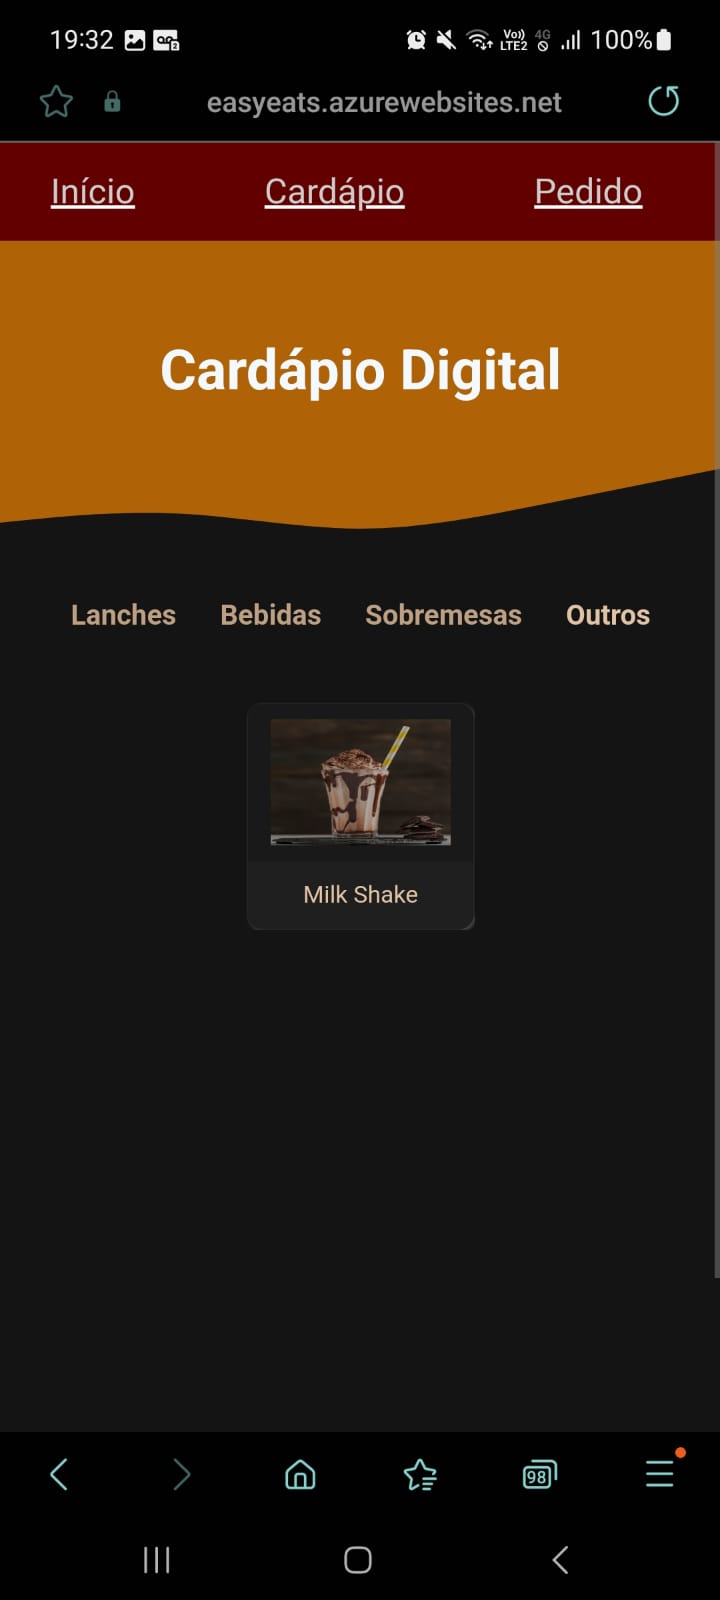 19:32 Vo)) LTE2 4G 100%
easyeats.azurewebsites.net
Início Cardápio Pedido
Cardápio Digital
Lanches Bebidas Sobremesas Outros
Milk Shake
98